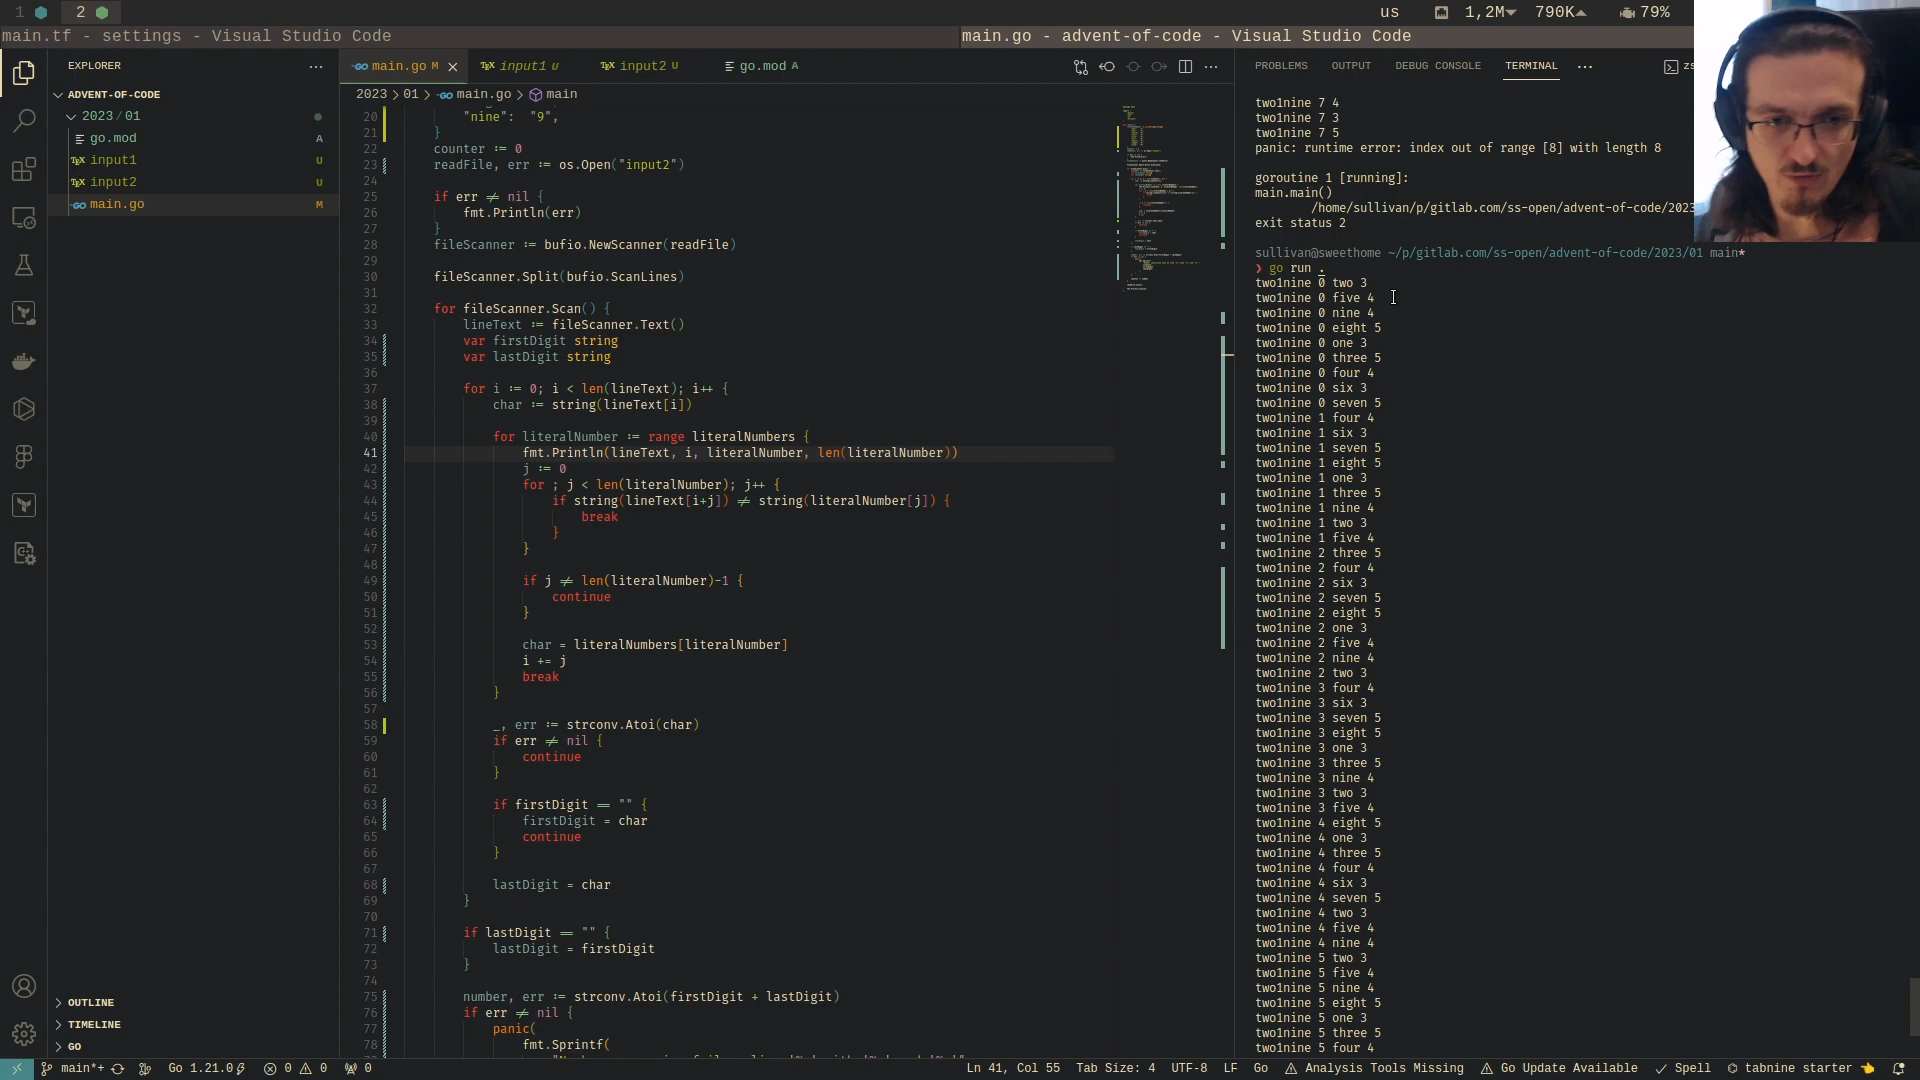 1
2
us
1,2M
790K
79%
main.tf - settings - Visual Studio Code
main.go - advent-of-code - Visual Studio Code
EXPLORER
ADVENT-OF-CODE
2023 / 01
go.mod A
input1 U
input2 U
main.go M
OUTLINE
TIMELINE
GO
main.go M
input1 U
input2 U
go.mod A
2023 > 01 > main.go > main
20 "nine": "9",
21 }
22 counter := 0
23 readFile, err := os.Open("input2")
24
25 if err ≠ nil {
26 fmt.Println(err)
27 }
28 fileScanner := bufio.NewScanner(readFile)
29
30 fileScanner.Split(bufio.ScanLines)
31
32 for fileScanner.Scan() {
33 lineText := fileScanner.Text()
34 var firstDigit string
35 var lastDigit string
36
37 for i := 0; i < len(lineText); i++ {
38 char := string(lineText[i])
39
40 for literalNumber := range literalNumbers {
41 fmt.Println(lineText, i, literalNumber, len(literalNumber))
42 j := 0
43 for ; j < len(literalNumber); j++ {
44 if string(lineText[i+j]) ≠ string(literalNumber[j]) {
45 break
46 }
47 }
48
49 if j ≠ len(literalNumber)-1 {
50 continue
51 }
52
53 char = literalNumbers[literalNumber]
54 i += j
55 break
56 }
57
58 _, err := strconv.Atoi(char)
59 if err ≠ nil {
60 continue
61 }
62
63 if firstDigit == "" {
64 firstDigit = char
65 continue
66 }
67
68 lastDigit = char
69 }
70
71 if lastDigit == "" {
72 lastDigit = firstDigit
73 }
74
75 number, err := strconv.Atoi(firstDigit + lastDigit)
76 if err ≠ nil {
77 panic(
78 fmt.Sprintf(
PROBLEMS OUTPUT DEBUG CONSOLE TERMINAL
two1nine 7 4
two1nine 7 3
two1nine 7 5
panic: runtime error: index out of range [8] with length 8
goroutine 1 [running]:
main.main()
/home/sullivan/p/gitlab.com/ss-open/advent-of-code/2023
exit status 2
sullivan@sweethome ~/p/gitlab.com/ss-open/advent-of-code/2023/01 main*
❯ go run .
two1nine 0 two 3
two1nine 0 five 4
two1nine 0 nine 4
two1nine 0 eight 5
two1nine 0 one 3
two1nine 0 three 5
two1nine 0 four 4
two1nine 0 six 3
two1nine 0 seven 5
two1nine 1 four 4
two1nine 1 six 3
two1nine 1 seven 5
two1nine 1 eight 5
two1nine 1 one 3
two1nine 1 three 5
two1nine 1 nine 4
two1nine 1 two 3
two1nine 1 five 4
two1nine 2 three 5
two1nine 2 four 4
two1nine 2 six 3
two1nine 2 seven 5
two1nine 2 eight 5
two1nine 2 one 3
two1nine 2 five 4
two1nine 2 nine 4
two1nine 2 two 3
two1nine 3 four 4
two1nine 3 six 3
two1nine 3 seven 5
two1nine 3 eight 5
two1nine 3 one 3
two1nine 3 three 5
two1nine 3 nine 4
two1nine 3 two 3
two1nine 3 five 4
two1nine 4 eight 5
two1nine 4 one 3
two1nine 4 three 5
two1nine 4 four 4
two1nine 4 six 3
two1nine 4 seven 5
two1nine 4 two 3
two1nine 4 five 4
two1nine 4 nine 4
two1nine 5 two 3
two1nine 5 five 4
two1nine 5 nine 4
two1nine 5 eight 5
two1nine 5 one 3
two1nine 5 three 5
two1nine 5 four 4
main*+ Go 1.21.0 0 0 0
Ln 41, Col 55 Tab Size: 4 UTF-8 LF Go Analysis Tools Missing Go Update Available Spell tabnine starter